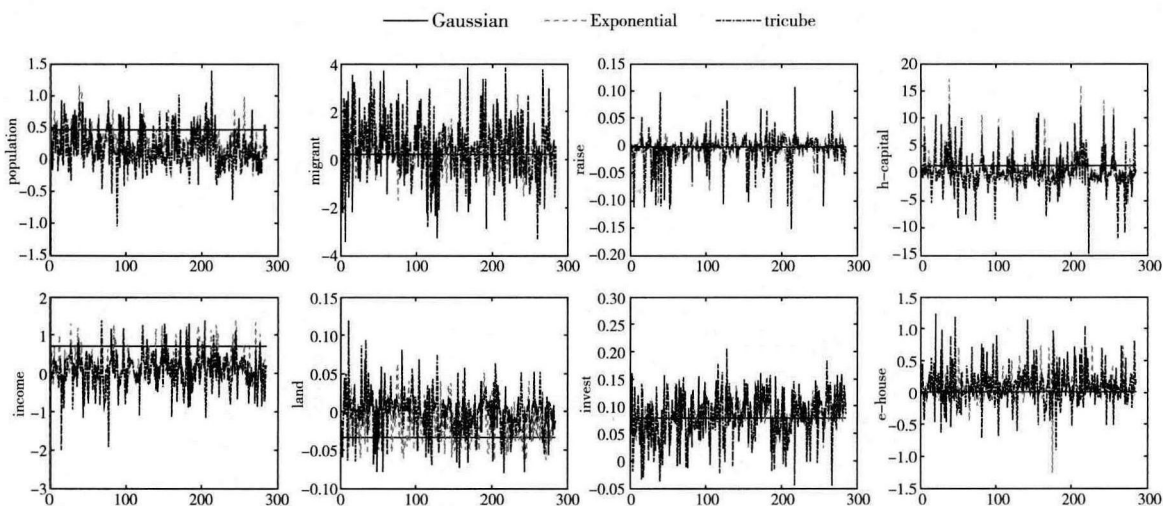 Gaussian Exponential tricube
1.5 4 0.15 20
1.0 2 0.10 15
0.5 0 0.05 10
0 -2 0 5
-0.5 -4 -0.05 0
-1.0 -0.10 -5
-1.5 -0.15 -10
-0.20 -15
population migrant raise h-capital
0 100 200 300 0 100 200 300 0 100 200 300 0 100 200 300
2 0.15 0.30 1.5
1 0.10 0.25 1.0
0 0.05 0.20 0.5
-1 0 0.15 0
-2 -0.05 0.10 -0.5
-3 -0.10 0.05 -1.0
0 -1.5
-0.05
income land invest e-house
0 100 200 300 0 100 200 300 0 100 200 300 0 100 200 300